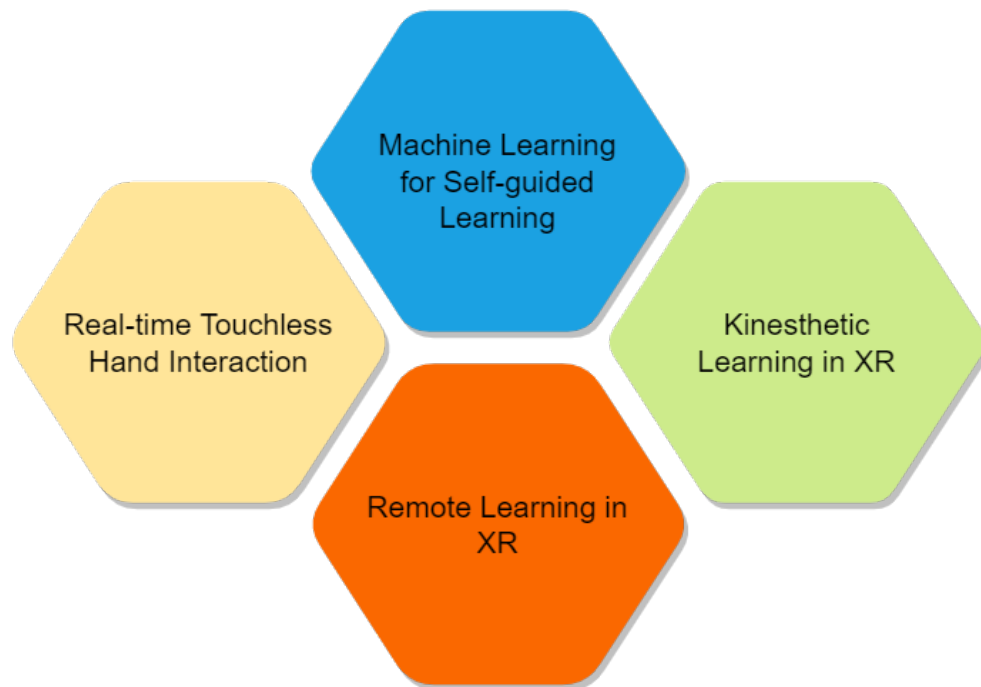 Machine Learning
for Self-guided
Learning
Real-time Touchless
Hand Interaction
Kinesthetic
Learning in XR
Remote Learning in
XR